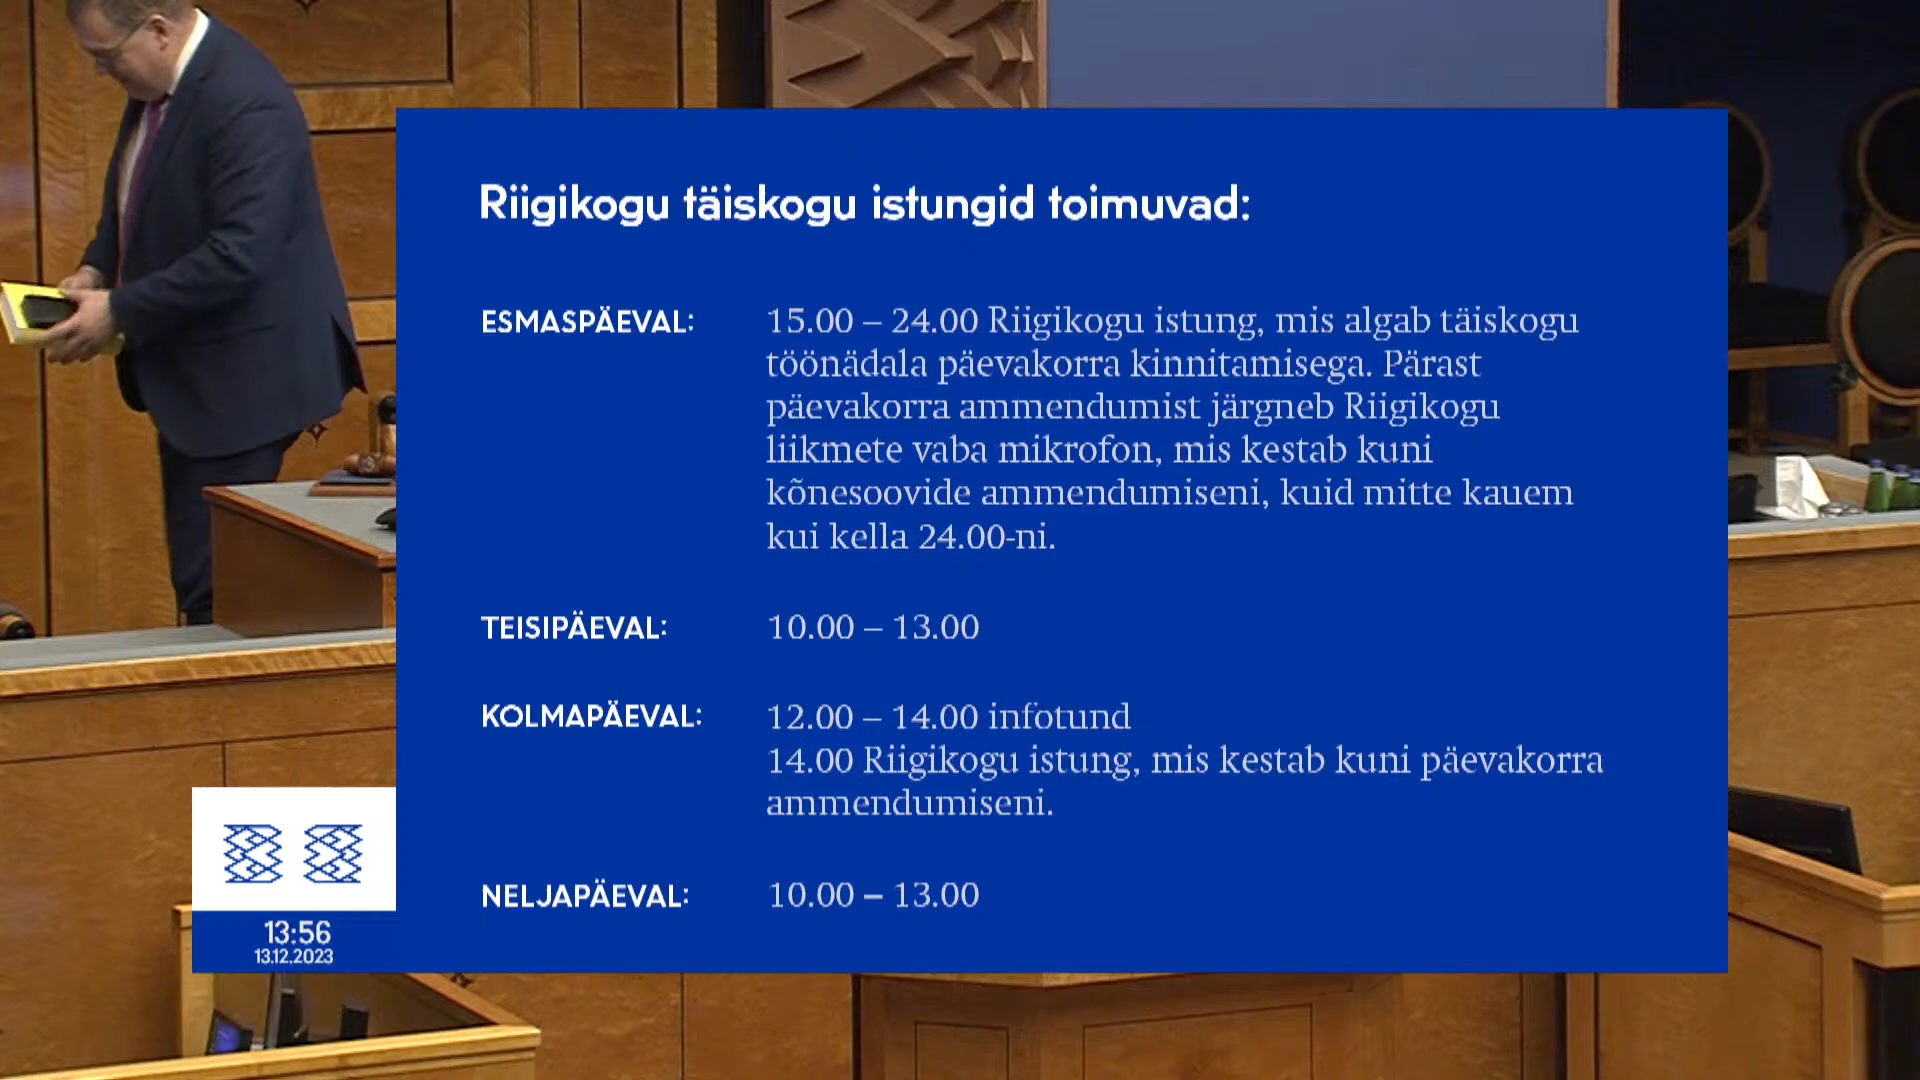 Riigikogu täiskogu istungid toimuvad:
ESMASPÄEVAL: 15.00 – 24.00 Riigikogu istung, mis algab täiskogu
töönädala päevakorra kinnitamisega. Pärast
päevakorra ammendumist järgneb Riigikogu
liikmete vaba mikrofon, mis kestab kuni
kõnesoovide ammendumiseni, kuid mitte kauem
kui kella 24.00-ni.
TEISIPÄEVAL: 10.00 – 13.00
KOLMAPÄEVAL: 12.00 – 14.00 infotund
14.00 Riigikogu istung, mis kestab kuni päevakorra
ammendumiseni.
NELJAPÄEVAL: 10.00 – 13.00
13:56
13.12.2023